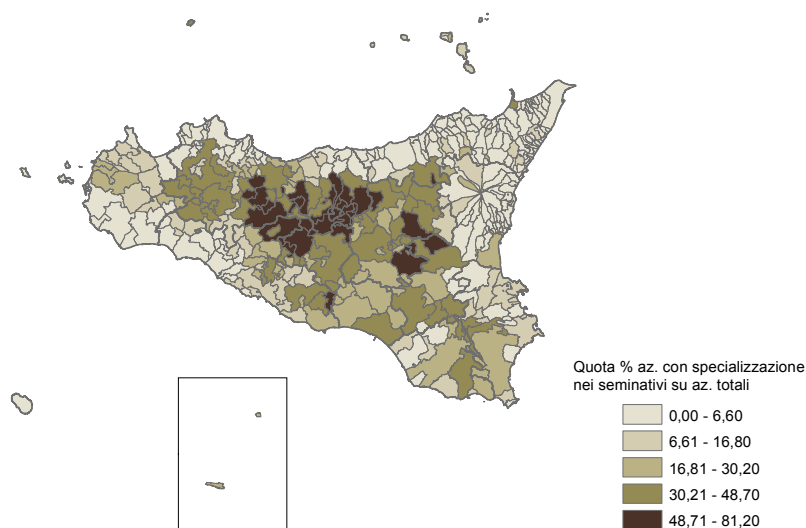 Quota % az. con specializzazione
nei seminativi su az. totali
0,00 - 6,60
6,61 - 16,80
16,81 - 30,20
30,21 - 48,70
48,71 - 81,20